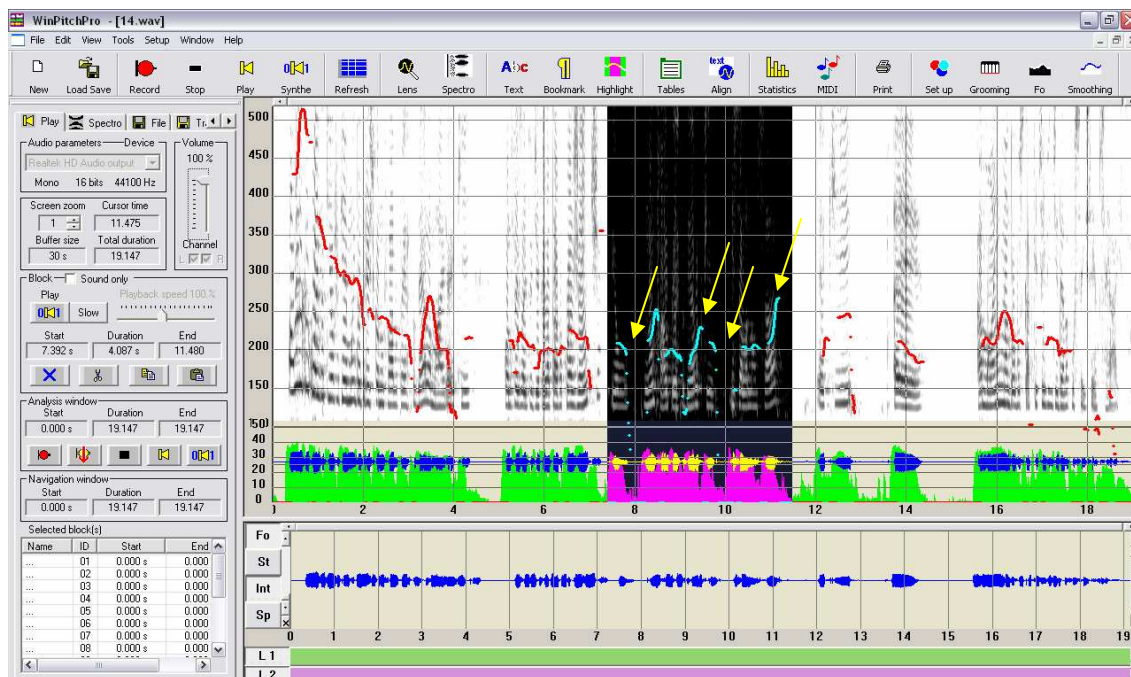 WinPitchPro - [14.wav]
File Edit View Tools Setup Window Help
New Load Save Record Stop Play Synthe Refresh Lens Spectro Text Bookmark Highlight Tables Align Statistics MIDI Print Set up Grooming Fo Smoothing
Play Spectro File Tr
Audio parameters Device Volume
Realtek HD Audio output 100 %
Mono 16 bits 44100 Hz
Screen zoom Cursor time
1 11.475
Buffer size Total duration
30 s 19.147
Channel
L R
Block Sound only
Play Playback speed 100 %
Slow
Start Duration End
7.392 s 4.087 s 11.480
Analysis window
Start Duration End
0.000 s 19.147 19.147
Navigation window
Start Duration End
0.000 s 19.147 19.147
Selected block(s)
Name ID Start End
... 01 0.000 s 0.000
... 02 0.000 s 0.000
... 03 0.000 s 0.000
... 04 0.000 s 0.000
... 05 0.000 s 0.000
... 06 0.000 s 0.000
... 07 0.000 s 0.000
... 08 0.000 s 0.000
500
450
400
350
300
250
200
150
40
30
20
10
0
2 4 6 8 10 12 14 16 18
Fo
St
Int
Sp
0 1 2 3 4 5 6 7 8 9 10 11 12 13 14 15 16 17 18 19
L 1
L 2